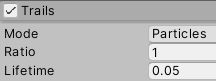 Trails
Mode Particles
Ratio 1
Lifetime 0.05